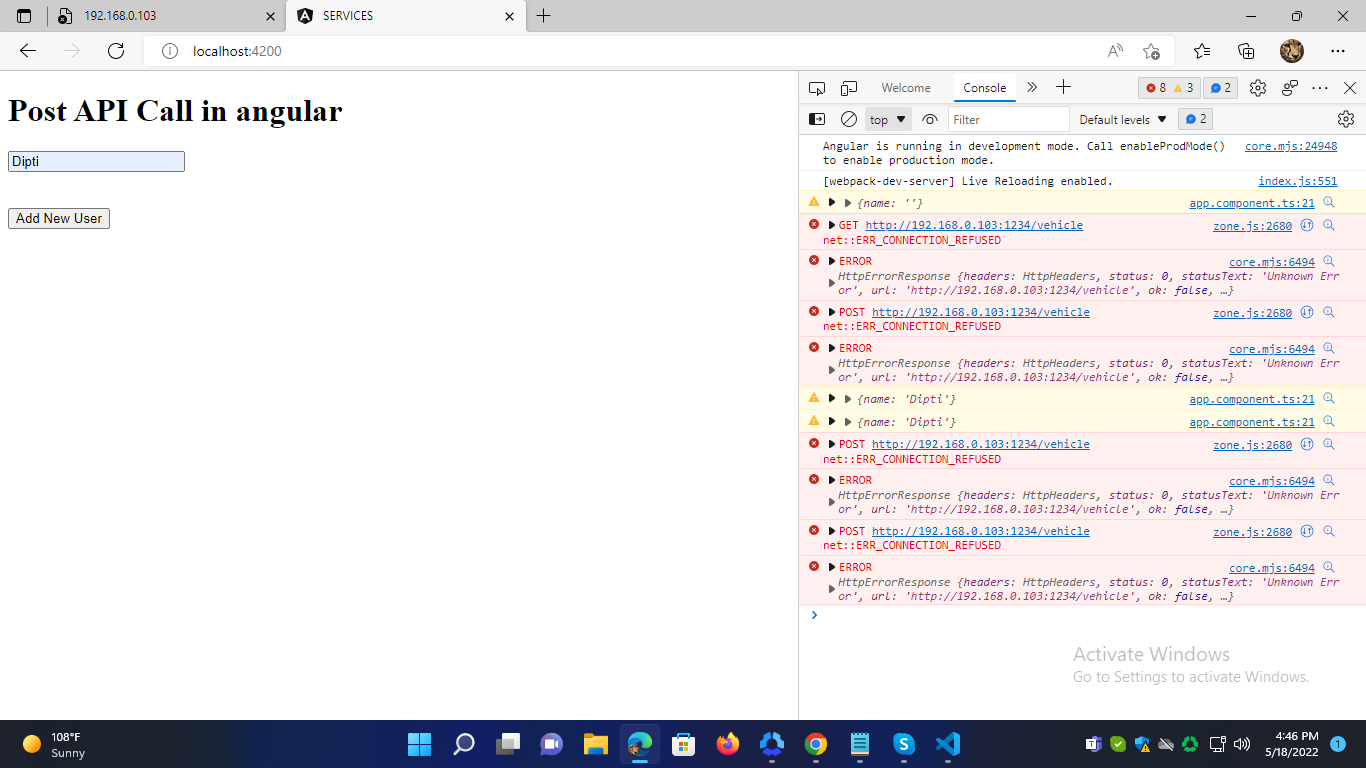 192.168.0.103
SERVICES
localhost:4200
Post API Call in angular
Dipti
Add New User
Welcome
Console
8 3 2
top
Filter
Default levels
2
Angular is running in development mode. Call enableProdMode() core.mjs:24948
to enable production mode.
[webpack-dev-server] Live Reloading enabled. index.js:551
{name: ''} app.component.ts:21
GET http://192.168.0.103:1234/vehicle zone.js:2680
net::ERR_CONNECTION_REFUSED
ERROR core.mjs:6494
HttpErrorResponse {headers: HttpHeaders, status: 0, statusText: 'Unknown Err
or', url: 'http://192.168.0.103:1234/vehicle', ok: false, …}
POST http://192.168.0.103:1234/vehicle zone.js:2680
net::ERR_CONNECTION_REFUSED
ERROR core.mjs:6494
HttpErrorResponse {headers: HttpHeaders, status: 0, statusText: 'Unknown Err
or', url: 'http://192.168.0.103:1234/vehicle', ok: false, …}
{name: 'Dipti'} app.component.ts:21
{name: 'Dipti'} app.component.ts:21
POST http://192.168.0.103:1234/vehicle zone.js:2680
net::ERR_CONNECTION_REFUSED
ERROR core.mjs:6494
HttpErrorResponse {headers: HttpHeaders, status: 0, statusText: 'Unknown Err
or', url: 'http://192.168.0.103:1234/vehicle', ok: false, …}
POST http://192.168.0.103:1234/vehicle zone.js:2680
net::ERR_CONNECTION_REFUSED
ERROR core.mjs:6494
HttpErrorResponse {headers: HttpHeaders, status: 0, statusText: 'Unknown Err
or', url: 'http://192.168.0.103:1234/vehicle', ok: false, …}
Activate Windows
Go to Settings to activate Windows.
108°F
Sunny
4:46 PM
5/18/2022
1